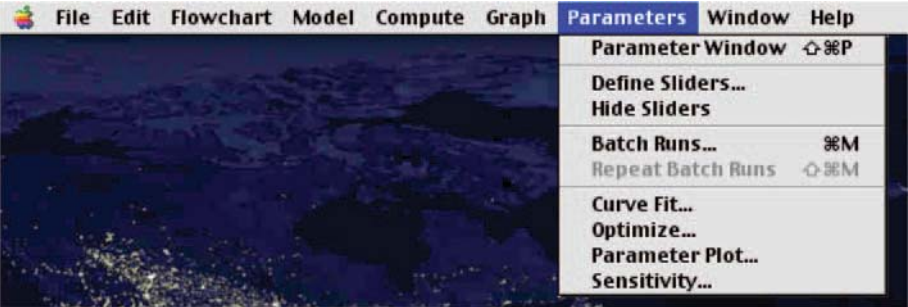 File Edit Flowchart Model Compute Graph Parameters Window Help
Parameter Window ⇧⌘P
Define Sliders...
Hide Sliders
Batch Runs... ⌘M
Repeat Batch Runs ⇧⌘M
Curve Fit...
Optimize...
Parameter Plot...
Sensitivity...